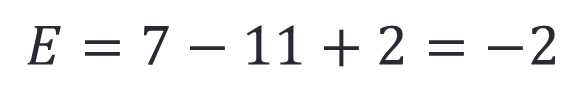 E = 7 − 11 + 2 = −2